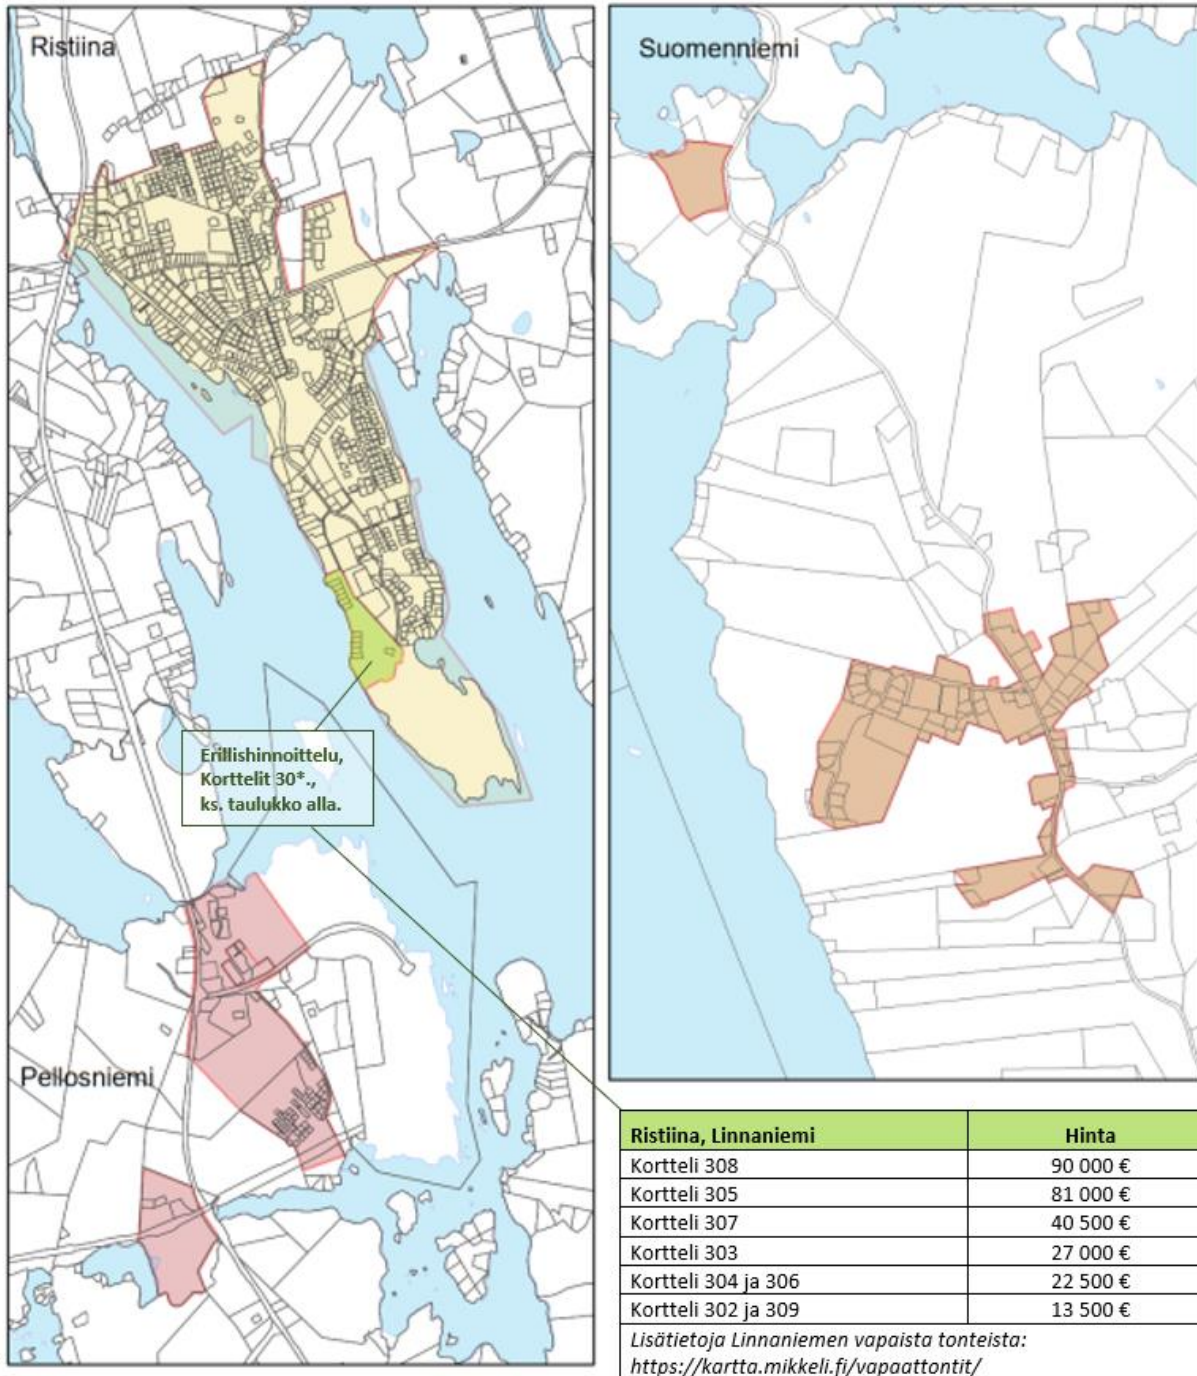 Ristiina
Suomenniemi
Erillishinnoittelu,
Korttelit 30*.,
ks. taulukko alla.
Pellosniemi
Ristiina, Linnaniemi Hinta
Kortteli 308 90 000 €
Kortteli 305 81 000 €
Kortteli 307 40 500 €
Kortteli 303 27 000 €
Kortteli 304 ja 306 22 500 €
Kortteli 302 ja 309 13 500 €
Lisätietoja Linnaniemen vapaista tonteista:
https://kartta.mikkeli.fi/vapaattontit/